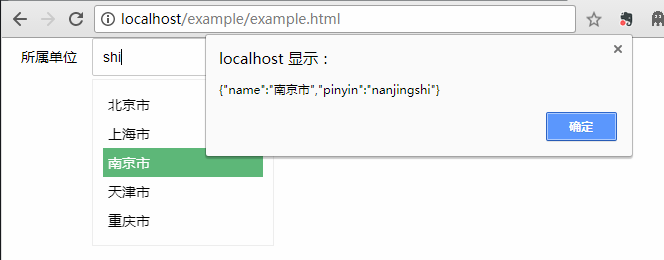 localhost/example/example.html
所属单位
shi
localhost 显示：
{"name":"南京市","pinyin":"nanjingshi"}
确定
北京市
上海市
南京市
天津市
重庆市